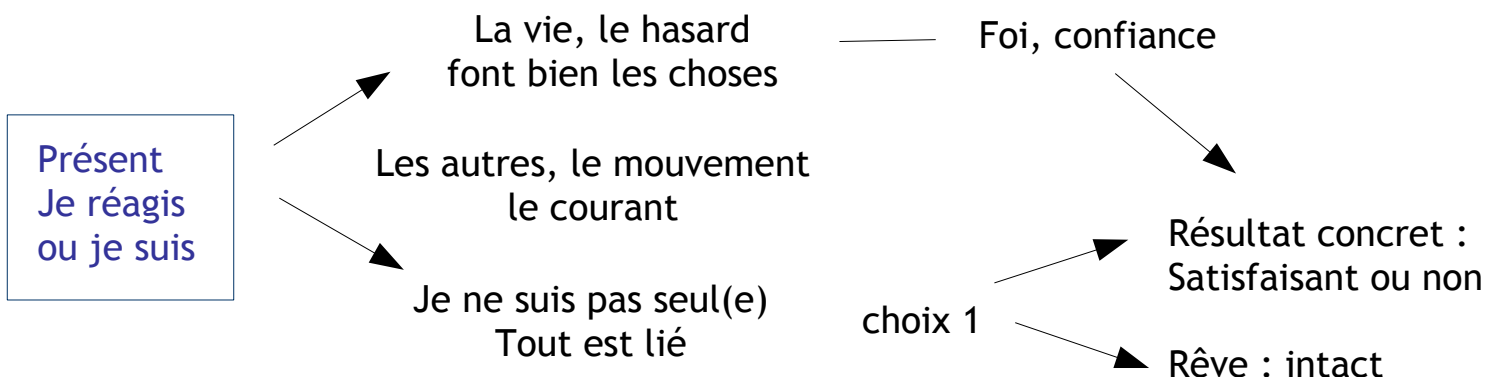 La vie, le hasard
font bien les choses
Foi, confiance
Présent
Je réagis
ou je suis
Les autres, le mouvement
le courant
Je ne suis pas seul(e)
Tout est lié
choix 1
Résultat concret :
Satisfaisant ou non
Rêve : intact